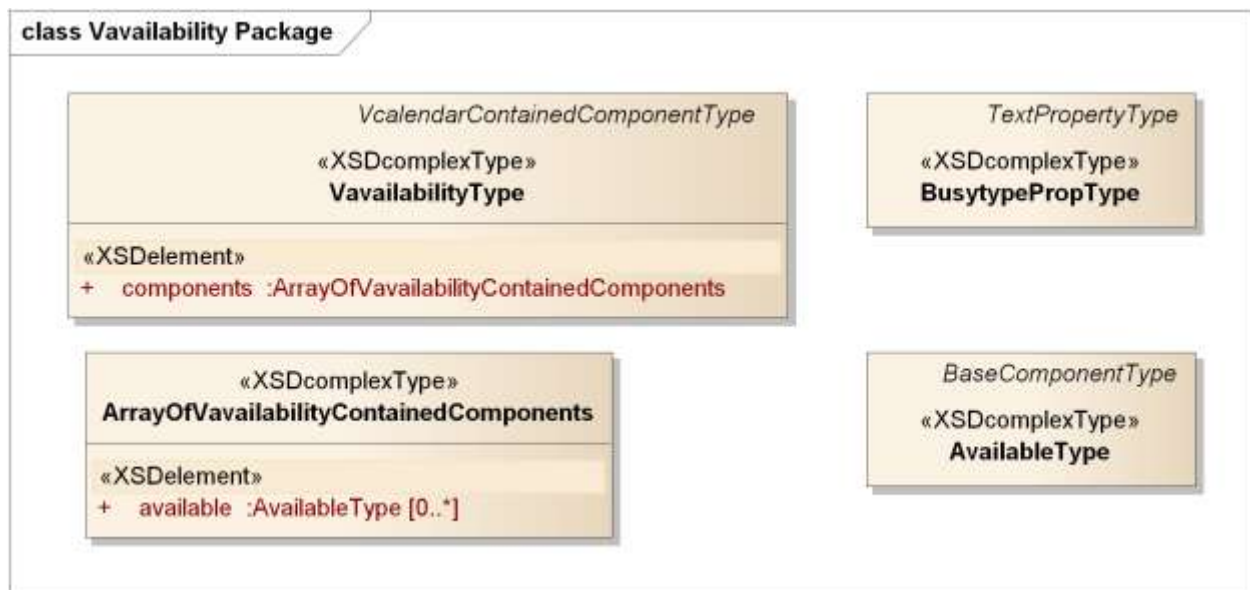 class Vavailability Package
VcalendarContainedComponentType
«XSDcomplexType»
VavailabilityType
«XSDelement»
+ components :ArrayOfVavailabilityContainedComponents
TextPropertyType
«XSDcomplexType»
BusytypePropType
«XSDcomplexType»
ArrayOfVavailabilityContainedComponents
«XSDelement»
+ available :AvailableType [0..*]
BaseComponentType
«XSDcomplexType»
AvailableType